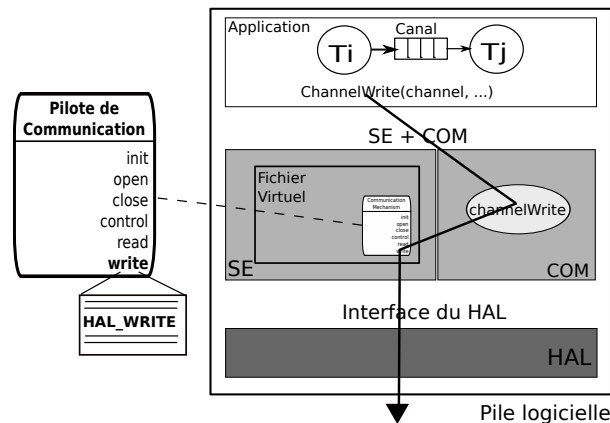 Application
Canal
Ti
Tj
ChannelWrite(channel, ...)
Pilote de
Communication
init
open
close
control
read
write
HAL_WRITE
SE + COM
Fichier
Virtuel
Communication
Mechanism
init
open
close
control
read
write
channelWrite
SE
COM
Interface du HAL
HAL
Pile logicielle